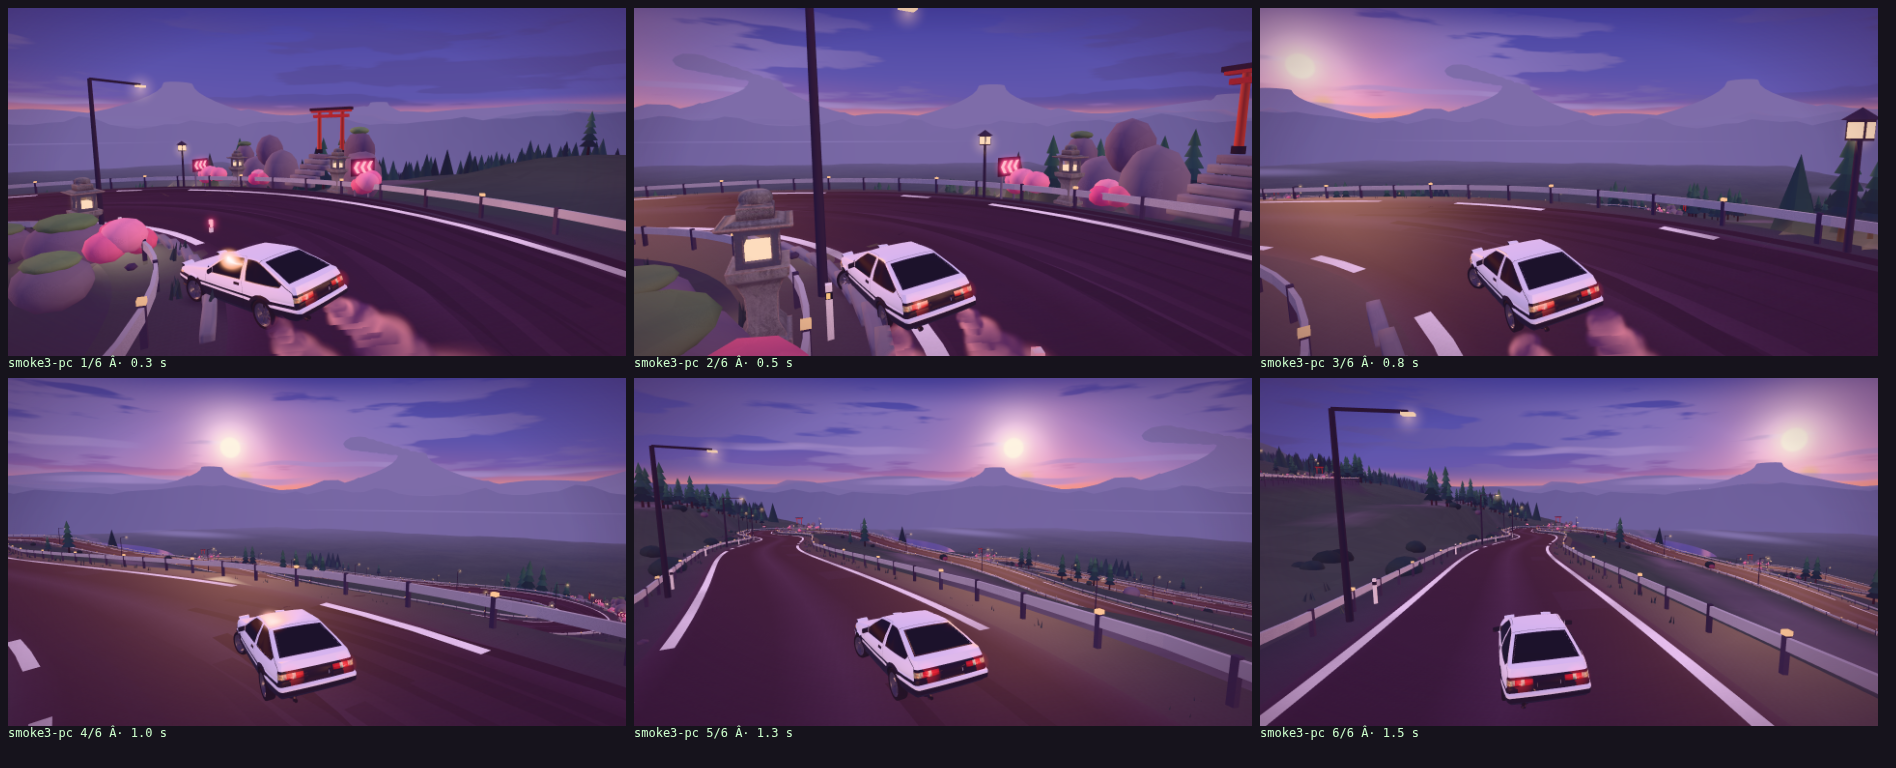 smoke3-pc 1/6 Â· 0.3 s
smoke3-pc 2/6 Â· 0.5 s
smoke3-pc 3/6 Â· 0.8 s
smoke3-pc 4/6 Â· 1.0 s
smoke3-pc 5/6 Â· 1.3 s
smoke3-pc 6/6 Â· 1.5 s